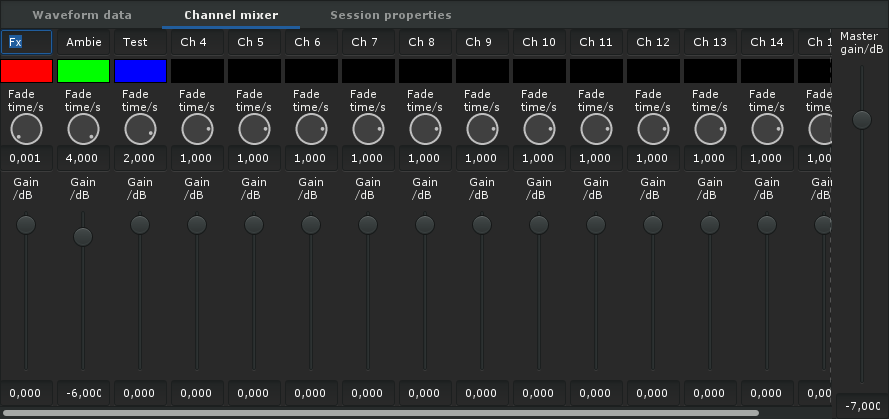 Waveform data Channel mixer Session properties
Fx Ambie Test Ch 4 Ch 5 Ch 6 Ch 7 Ch 8 Ch 9 Ch 10 Ch 11 Ch 12 Ch 13 Ch 14 Ch 1 Master
gain/dB
Fade Fade Fade Fade Fade Fade Fade Fade Fade Fade Fade Fade Fade Fade Fade
time/s time/s time/s time/s time/s time/s time/s time/s time/s time/s time/s time/s time/s time/s time/
0,001 4,000 2,000 1,000 1,000 1,000 1,000 1,000 1,000 1,000 1,000 1,000 1,000 1,000 1,00
Gain Gain Gain Gain Gain Gain Gain Gain Gain Gain Gain Gain Gain Gain Gain
/dB /dB /dB /dB /dB /dB /dB /dB /dB /dB /dB /dB /dB /dB /dB
0,000 -6,000 0,000 0,000 0,000 0,000 0,000 0,000 0,000 0,000 0,000 0,000 0,000 0,000 0,00
-7,000